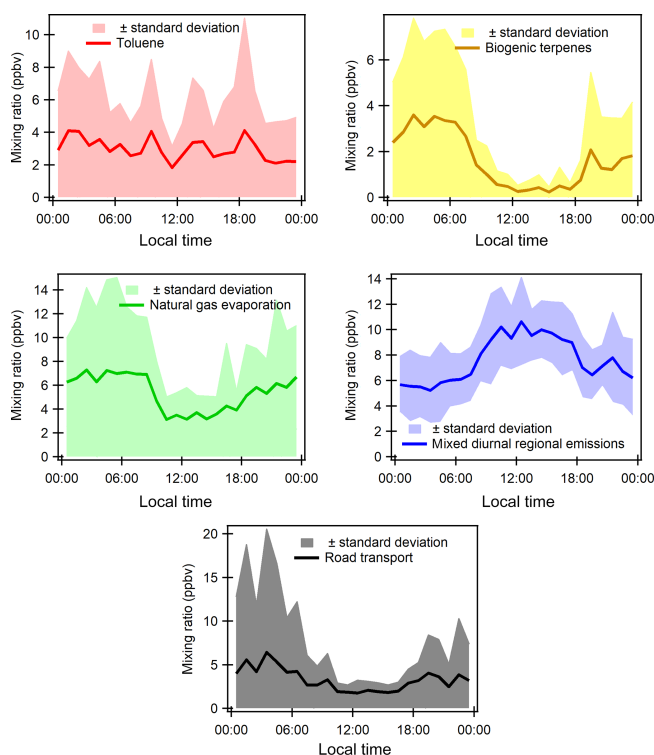 ± standard deviation
Toluene
Mixing ratio (ppbv)
10
8
6
4
2
0
00:00 06:00 12:00 18:00 00:00
Local time
± standard deviation
Biogenic terpenes
Mixing ratio (ppbv)
6
4
2
0
00:00 06:00 12:00 18:00 00:00
Local time
± standard deviation
Natural gas evaporation
Mixing ratio (ppbv)
14
12
10
8
6
4
2
0
00:00 06:00 12:00 18:00 00:00
Local time
Mixing ratio (ppbv)
14
12
10
8
6
4
2
0
± standard deviation
Mixed diurnal regional emissions
00:00 06:00 12:00 18:00 00:00
Local time
± standard deviation
Road transport
Mixing ratio (ppbv)
20
15
10
5
0
00:00 06:00 12:00 18:00 00:00
Local time